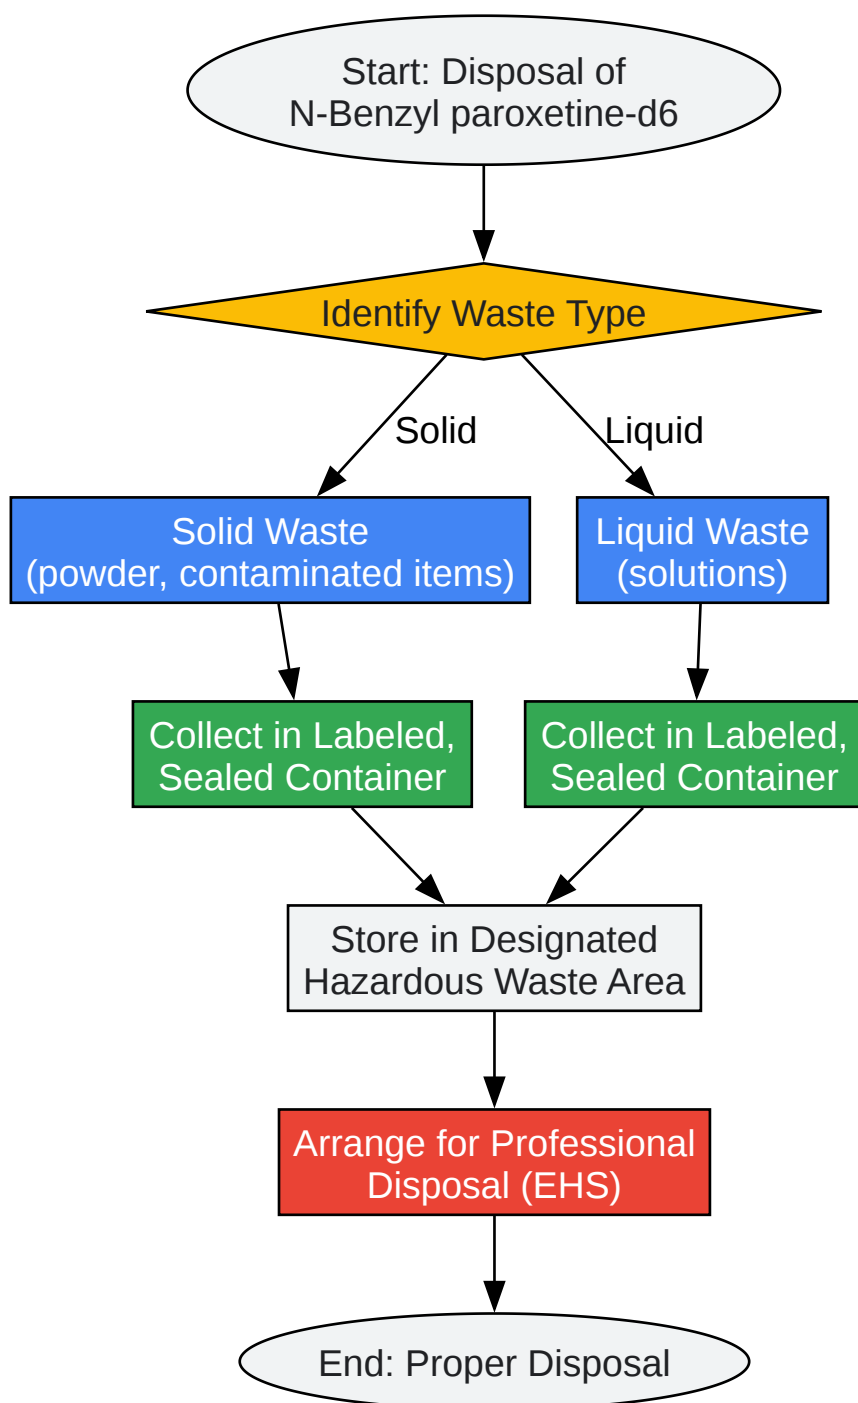 Start: Disposal of
N-Benzyl paroxetine-d6
Identify Waste Type
Solid
Liquid
Solid Waste
(powder, contaminated items)
Liquid Waste
(solutions)
Collect in Labeled,
Sealed Container
Collect in Labeled,
Sealed Container
Store in Designated
Hazardous Waste Area
Arrange for Professional
Disposal (EHS)
End: Proper Disposal